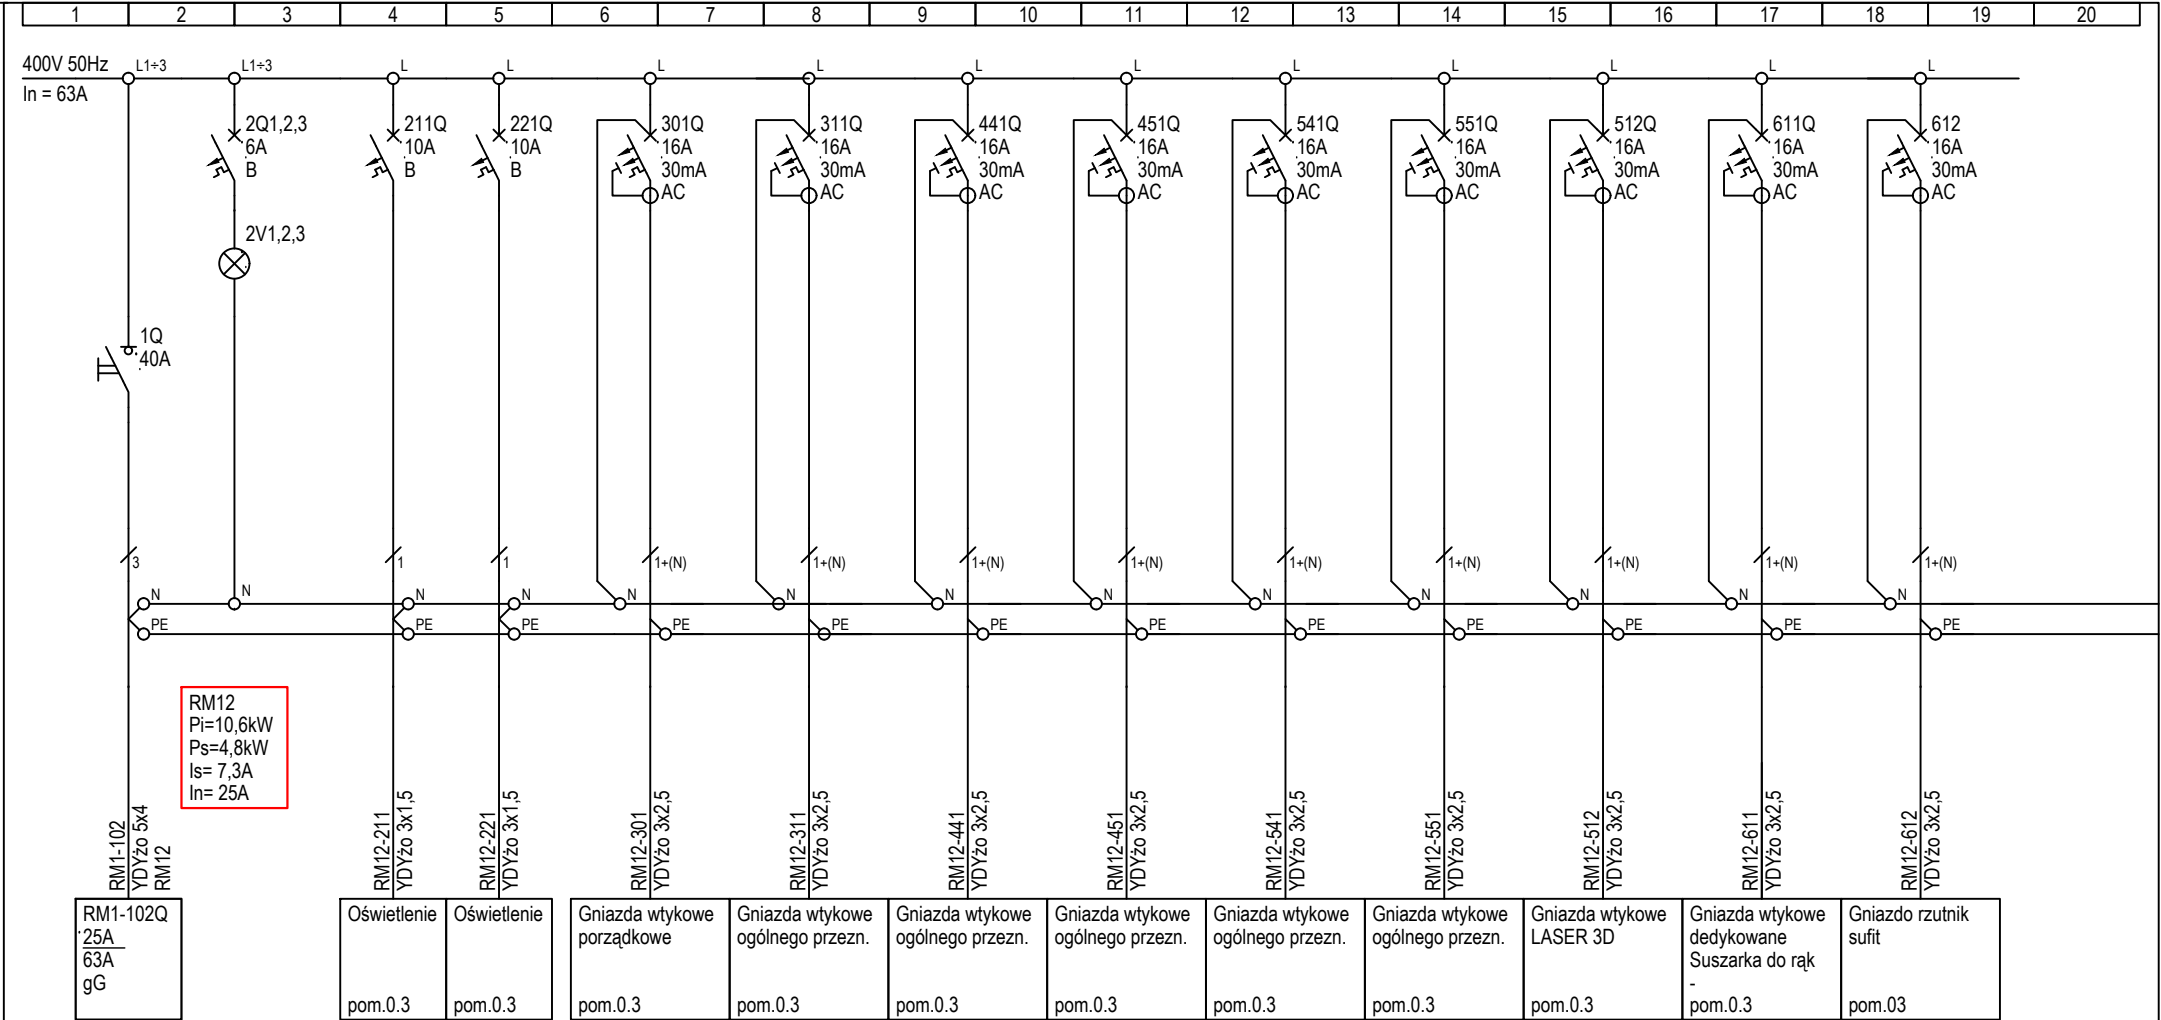 1 2 3 4 5 6 7 8 9 10 11 12 13 14 15 16 17 18 19 20
400V 50Hz
In = 63A
L1÷3 L1÷3 L L L L L L L L L L L
2Q1,2,3
6A
B
2V1,2,3
1Q
40A
211Q
10A
B
221Q
10A
B
301Q
16A
30mA
AC
311Q
16A
30mA
AC
441Q
16A
30mA
AC
451Q
16A
30mA
AC
541Q
16A
30mA
AC
551Q
16A
30mA
AC
512Q
16A
30mA
AC
611Q
16A
30mA
AC
612
16A
30mA
AC
3 1 1 1+(N) 1+(N) 1+(N) 1+(N) 1+(N) 1+(N) 1+(N) 1+(N) 1+(N)
N N N N N N N N N N N N N
PE PE PE PE PE PE PE PE PE PE PE PE
RM12
Pi=10,6kW
Ps=4,8kW
Is= 7,3A
In= 25A
RM1-102
YDYżo 5x4
RM12
RM12-211
YDYżo 3x1,5
RM12-221
YDYżo 3x1,5
RM12-301
YDYżo 3x2,5
RM12-311
YDYżo 3x2,5
RM12-441
YDYżo 3x2,5
RM12-451
YDYżo 3x2,5
RM12-541
YDYżo 3x2,5
RM12-551
YDYżo 3x2,5
RM12-512
YDYżo 3x2,5
RM12-611
YDYżo 3x2,5
RM12-612
YDYżo 3x2,5
RM1-102Q
25A
63A
gG
Oświetlenie
pom.0.3
Oświetlenie
pom.0.3
Gniazda wtykowe
porządkowe
pom.0.3
Gniazda wtykowe
ogólnego przezn.
pom.0.3
Gniazda wtykowe
ogólnego przezn.
pom.0.3
Gniazda wtykowe
ogólnego przezn.
pom.0.3
Gniazda wtykowe
ogólnego przezn.
pom.0.3
Gniazda wtykowe
ogólnego przezn.
pom.0.3
Gniazda wtykowe
LASER 3D
pom.0.3
Gniazda wtykowe
dedykowane
Suszarka do rąk
-
pom.0.3
Gniazdo rzutnik
sufit
pom.03